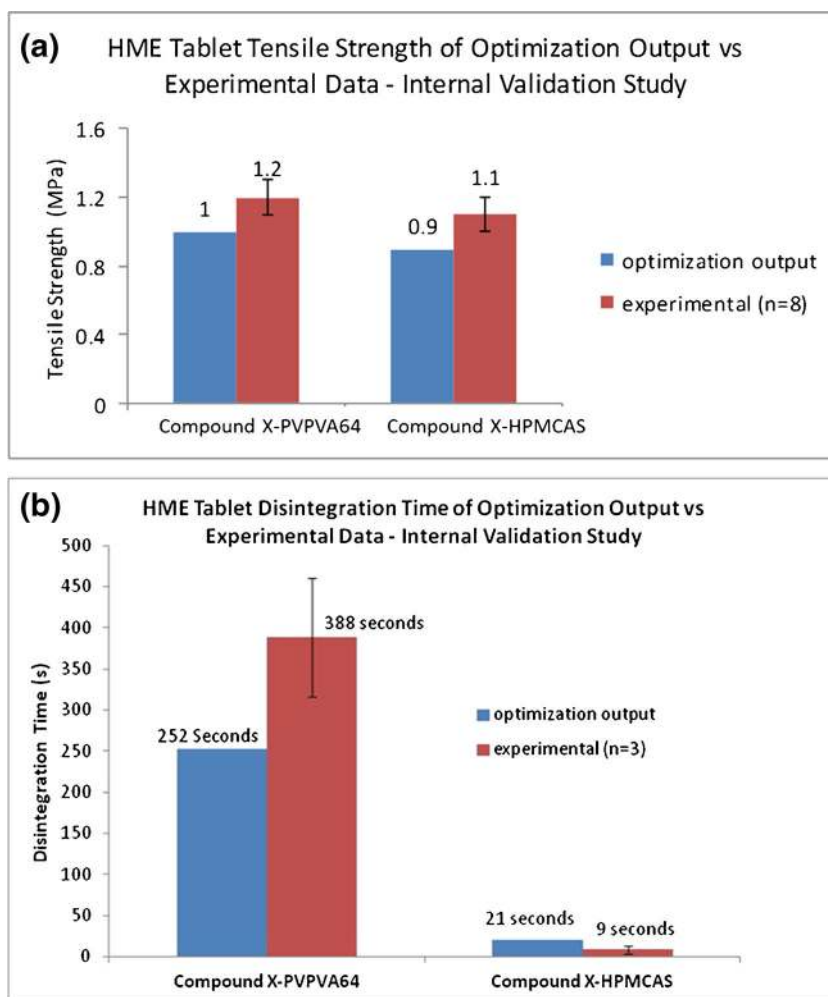 (a)
HME Tablet Tensile Strength of Optimization Output vs
Experimental Data - Internal Validation Study
Tensile Strength (MPa)
1.6
1.2
0.8
0.4
0
1
1.2
0.9
1.1
Compound X-PVPVA64
Compound X-HPMCAS
optimization output
experimental (n=8)
(b)
HME Tablet Disintegration Time of Optimization Output vs
Experimental Data - Internal Validation Study
Disintegration Time (s)
500
450
400
350
300
250
200
150
100
50
0
252 Seconds
388 seconds
21 seconds
9 seconds
Compound X-PVPVA64
Compound X-HPMCAS
optimization output
experimental (n=3)